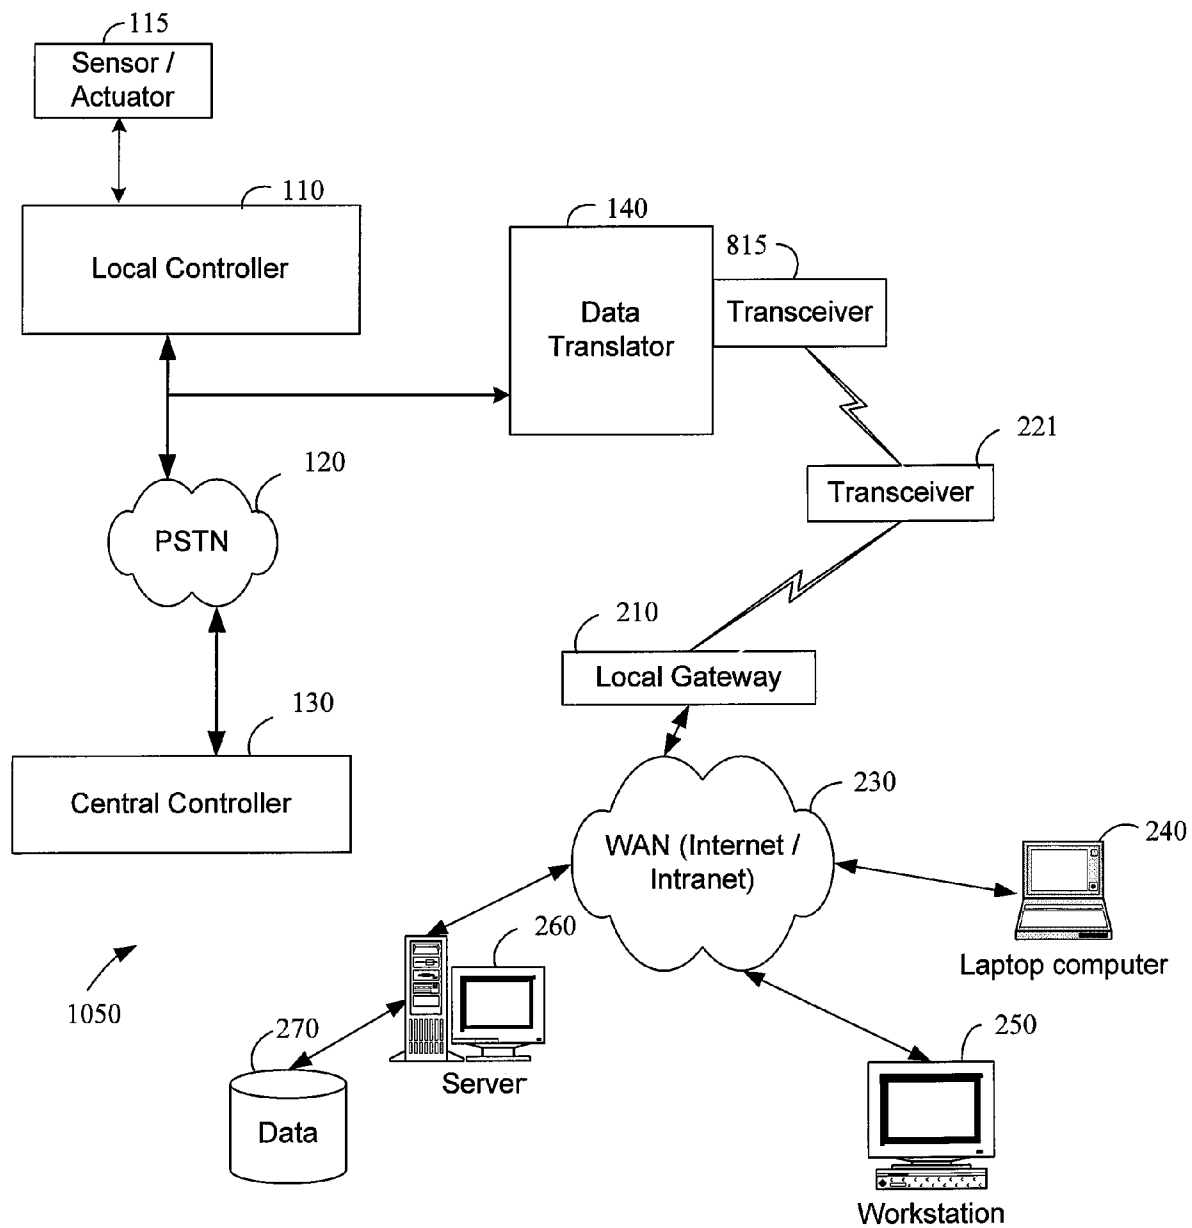 115
Sensor /
Actuator
110
Local Controller
140
Data
Translator
815
Transceiver
221
Transceiver
120
PSTN
210
Local Gateway
130
Central Controller
230
WAN (Internet /
Intranet)
240
Laptop computer
260
Server
1050
270
Data
250
Workstation